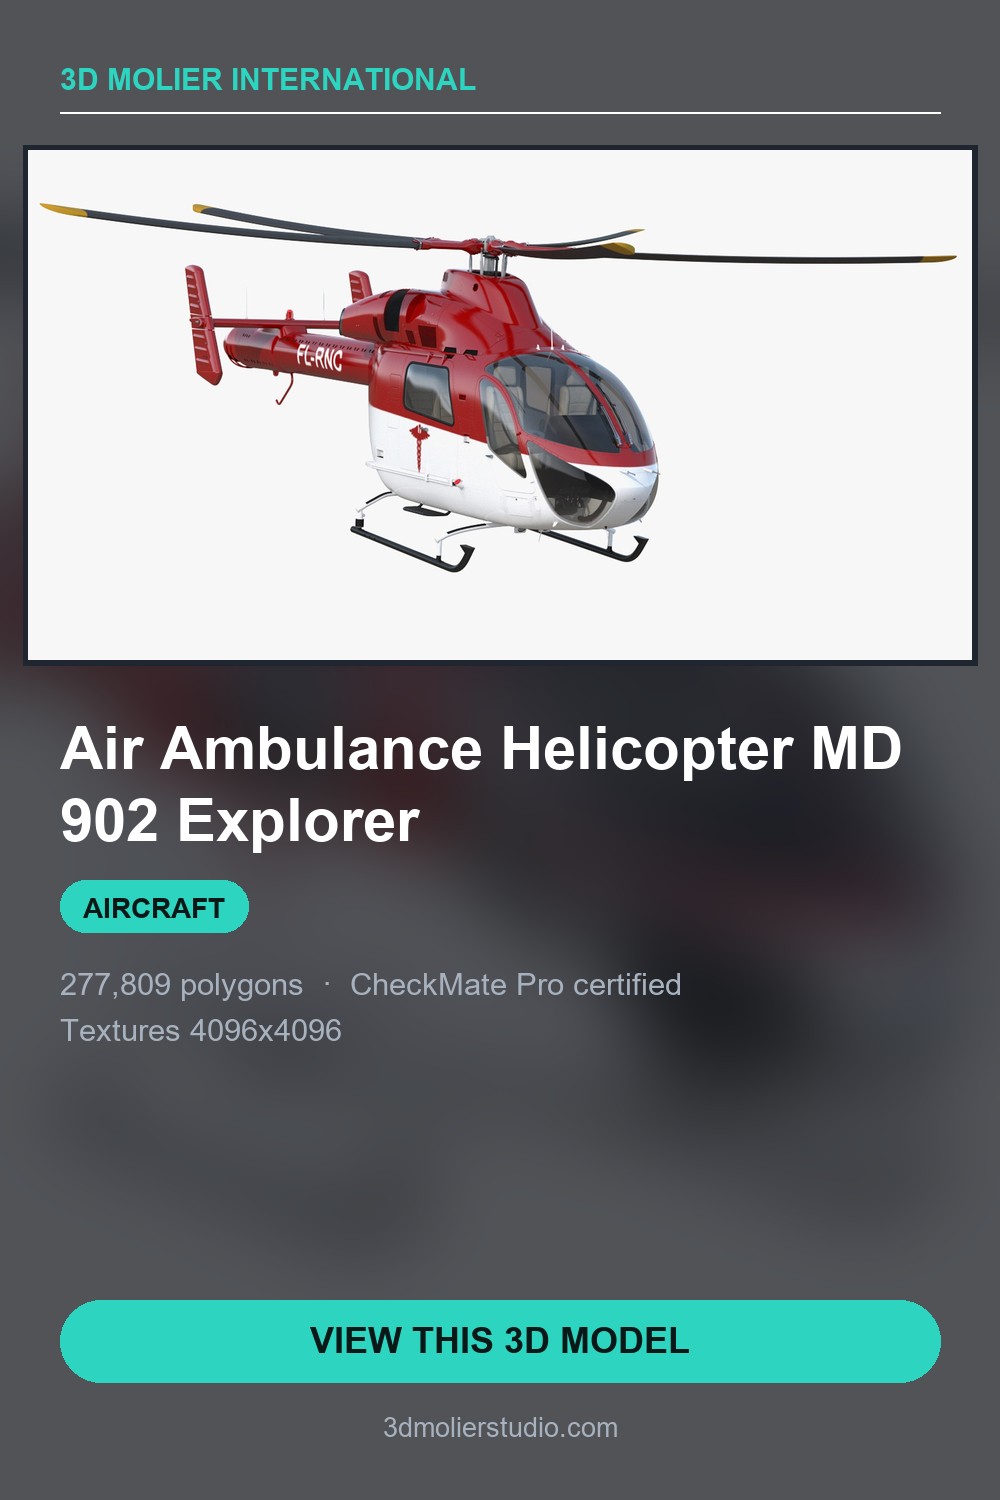 3D MOLIER INTERNATIONAL
FL-RNC
Air Ambulance Helicopter MD
902 Explorer
AIRCRAFT
277,809 polygons · CheckMate Pro certified
Textures 4096x4096
VIEW THIS 3D MODEL
3dmolierstudio.com